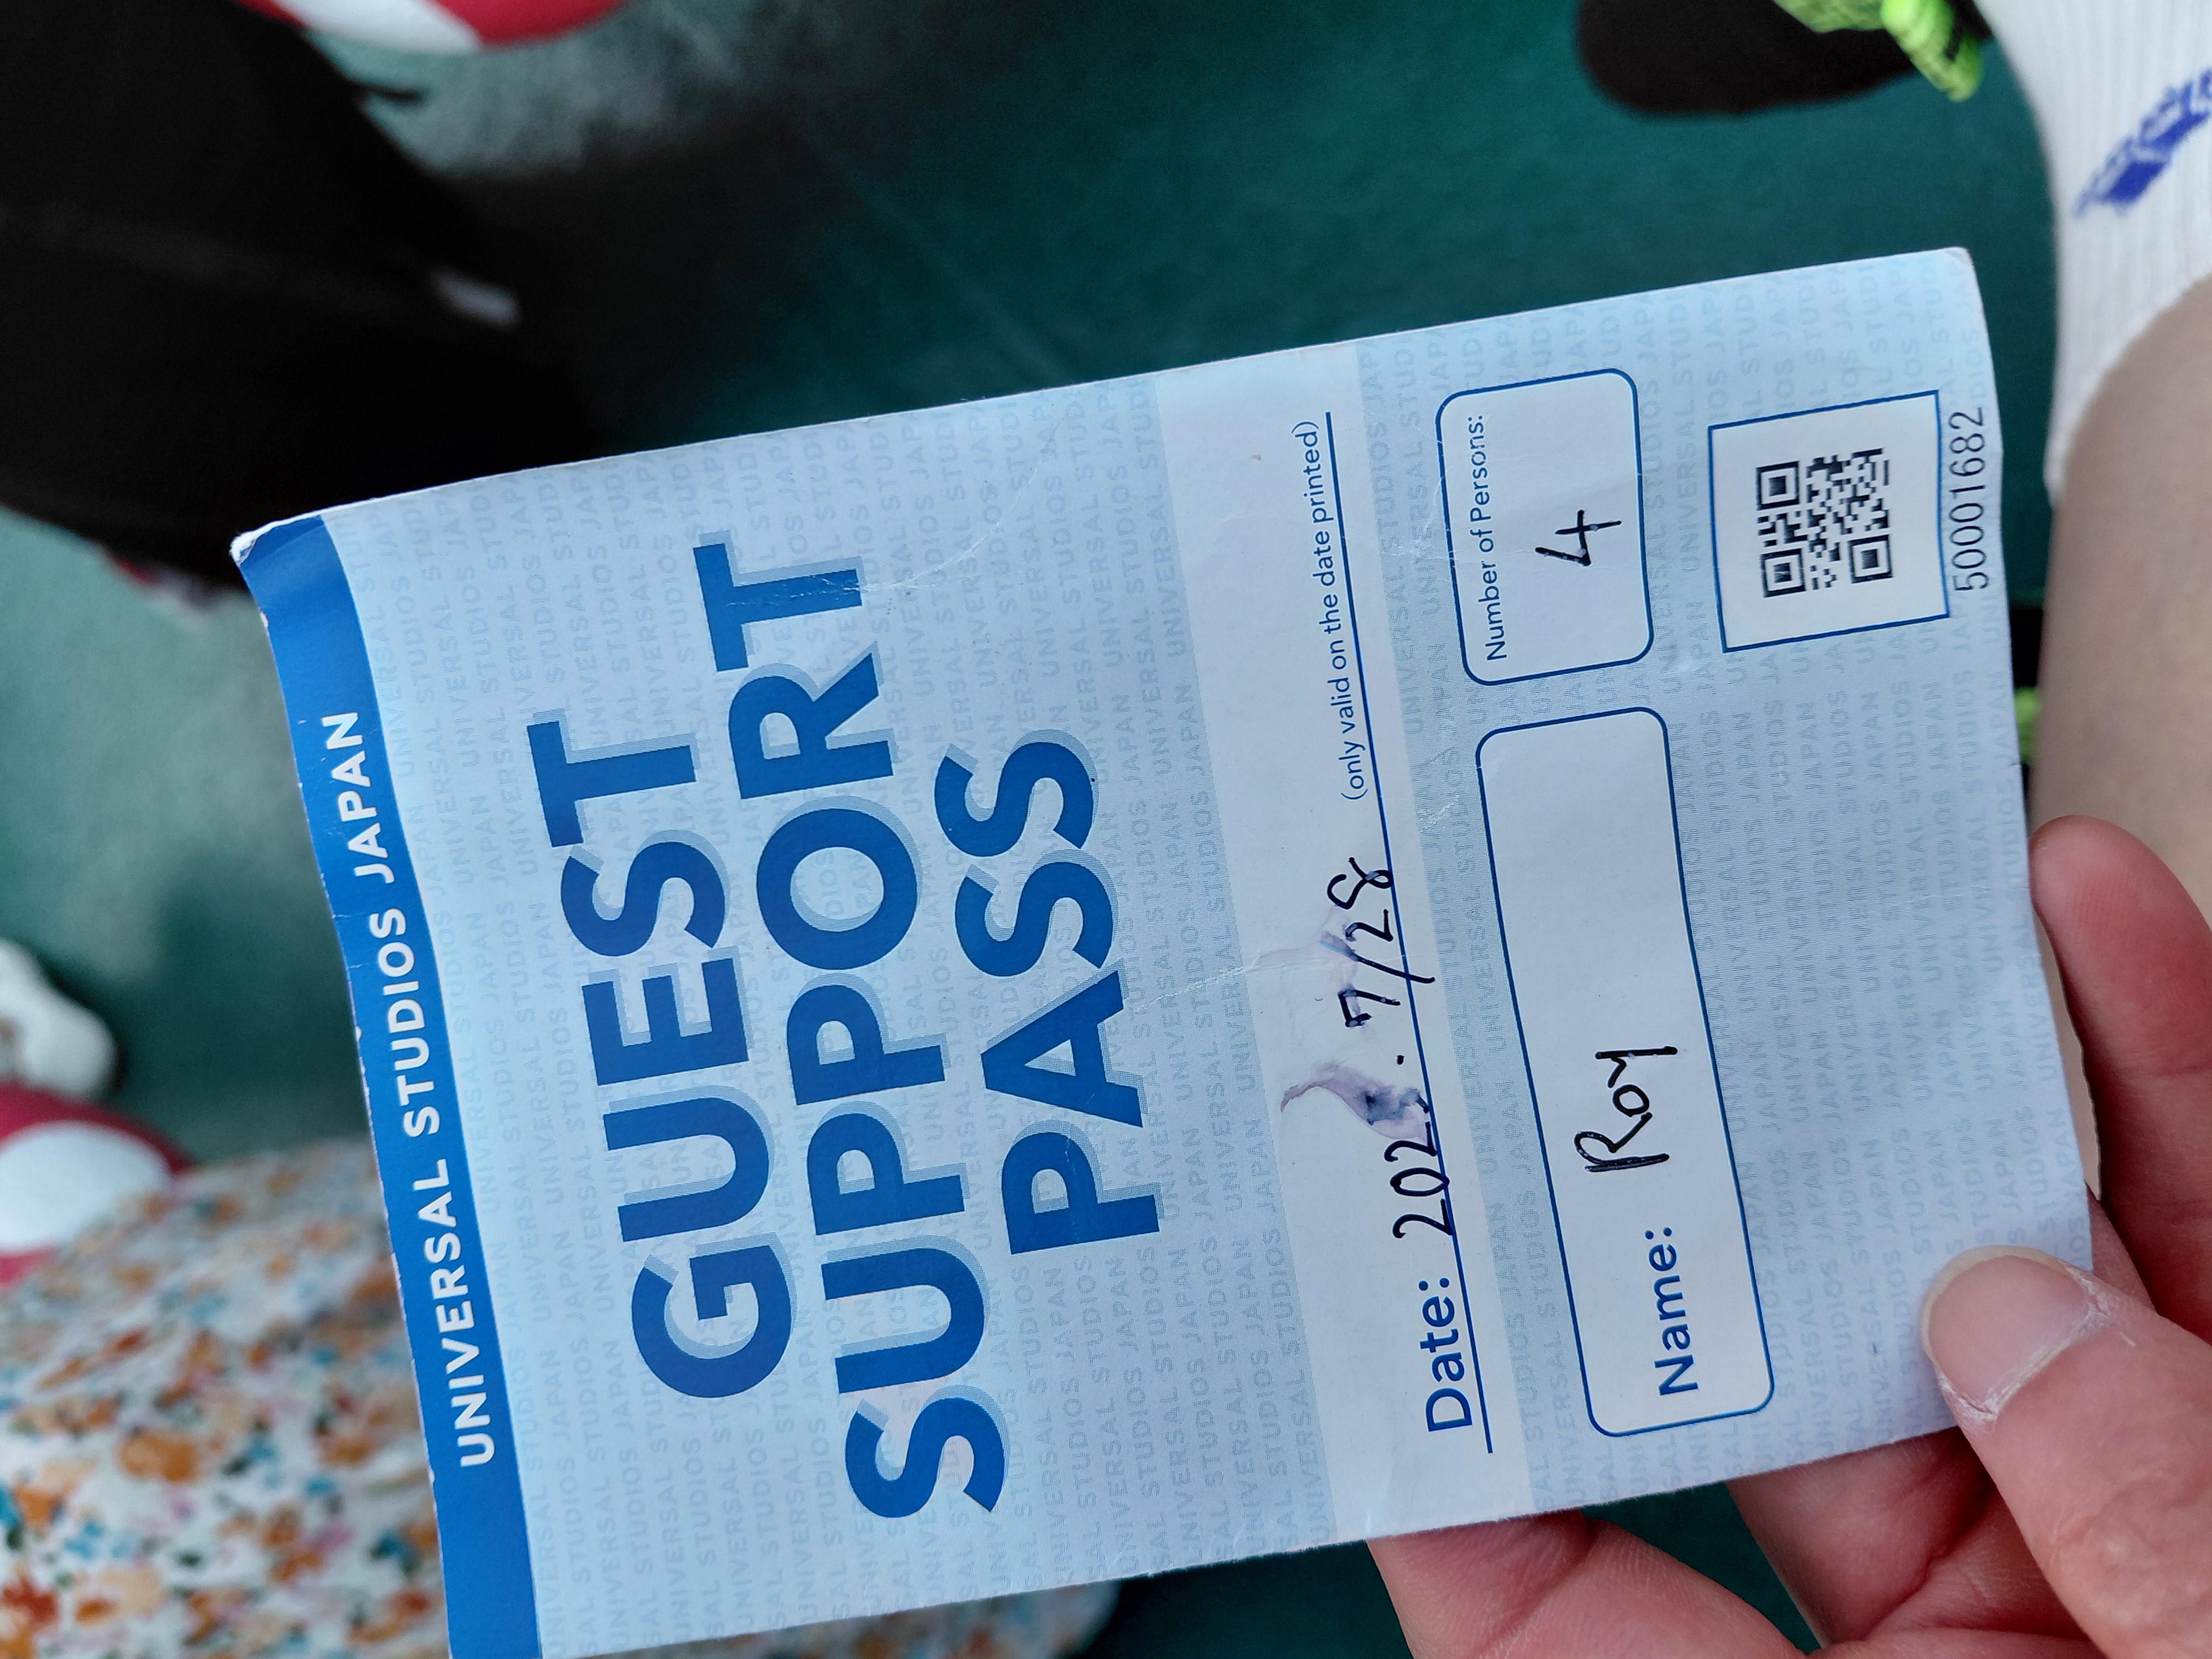 UNIVERSAL STUDIOS JAPAN
GUEST
SUPPORT
PASS
Date: 202 . 7/28 (only valid on the date printed)
Name: Roy
Number of Persons:
4
50001682